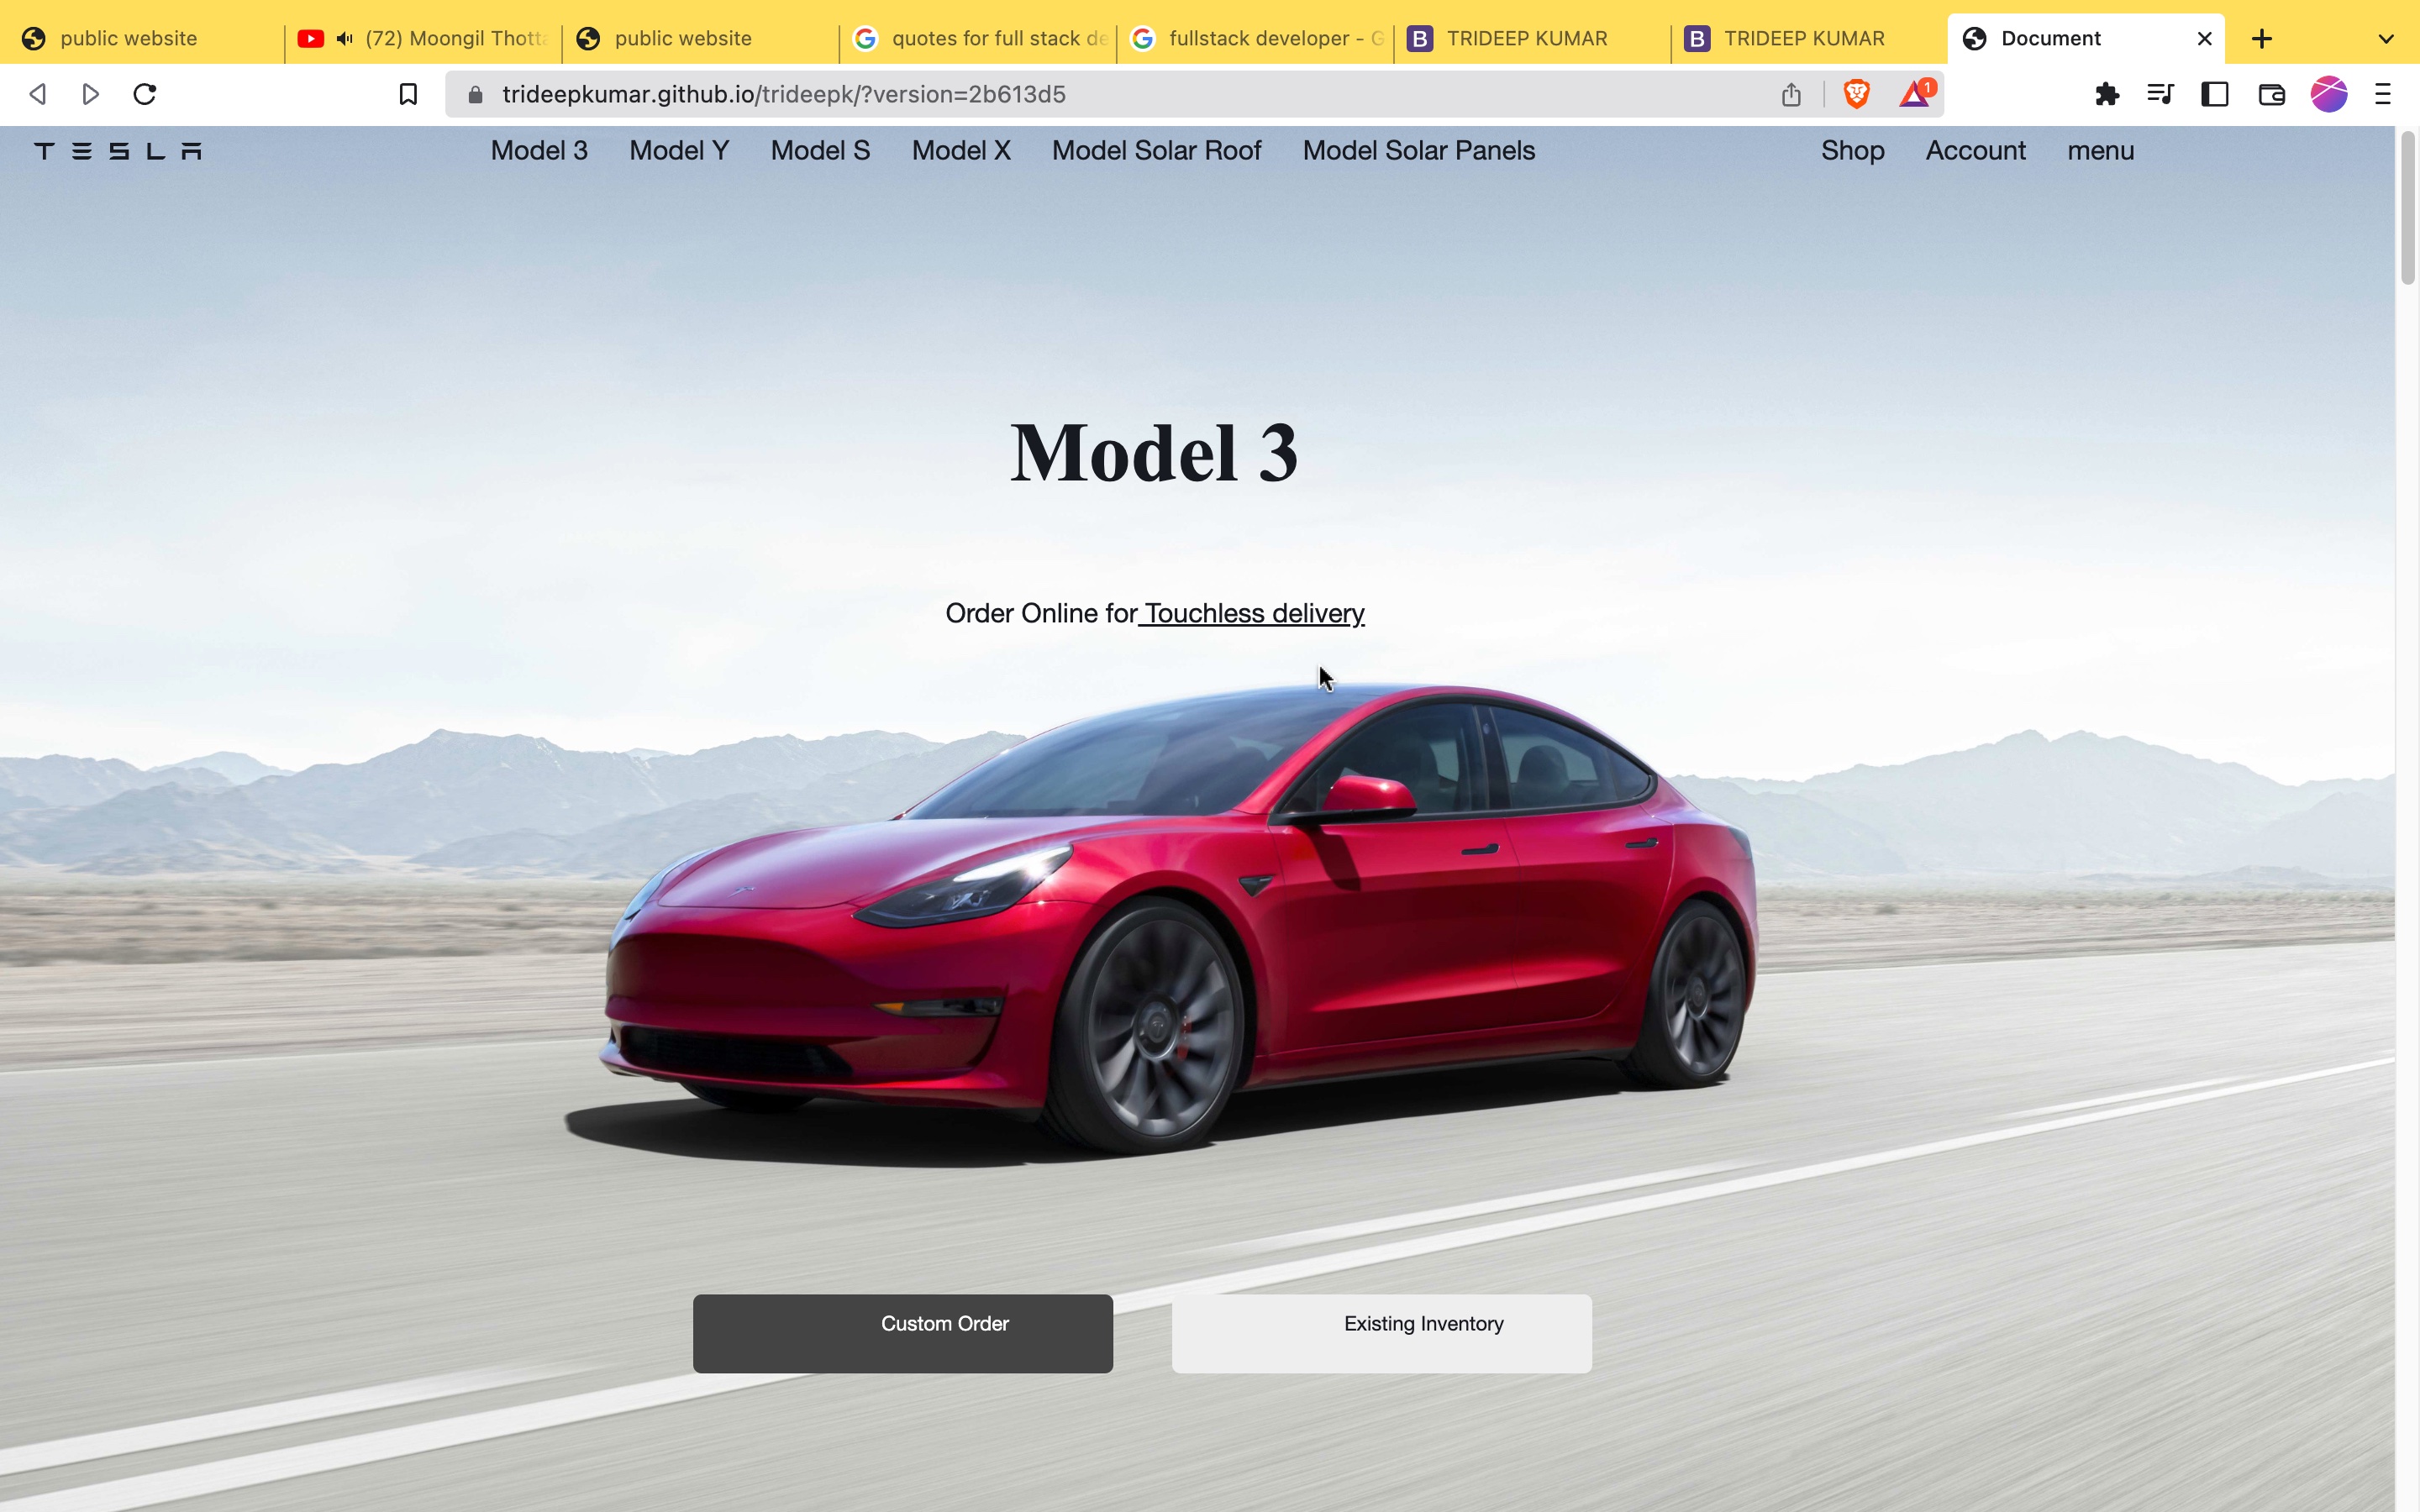 public website
(72) Moongil Thotta
public website
quotes for full stack de
fullstack developer - G
B TRIDEEP KUMAR
B TRIDEEP KUMAR
Document
trideepkumar.github.io/trideepk/?version=2b613d5
1
TESLA
Model 3 Model Y Model S Model X Model Solar Roof Model Solar Panels
Shop Account menu
Model 3
Order Online for Touchless delivery
Custom Order
Existing Inventory